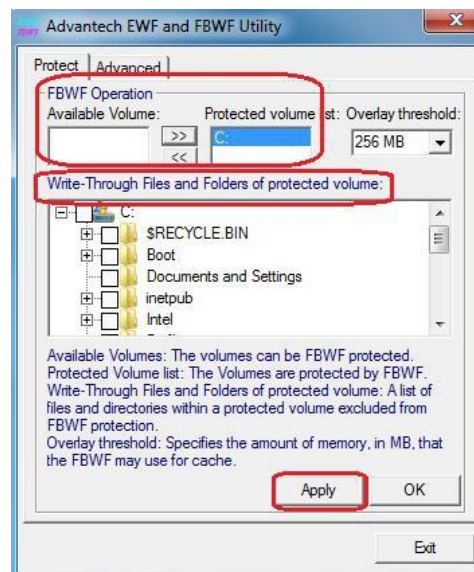 Advantech EWF and FBWF Utility
Protect Advanced
FBWF Operation
Available Volume: Protected volume st: Overlay threshold:
>> C: 256 MB
<<
Write-Through Files and Folders of protected volume:
C:
$RECYCLE.BIN
Boot
Documents and Settings
inetpub
Intel
Available Volumes: The volumes can be FBWF protected.
Protected Volume list: The Volumes are protected by FBWF.
Write-Through Files and Folders of protected volume: A list of
files and directories within a protected volume excluded from
FBWF protection.
Overlay threshold: Specifies the amount of memory, in MB, that
the FBWF may use for cache.
Apply OK
Exit